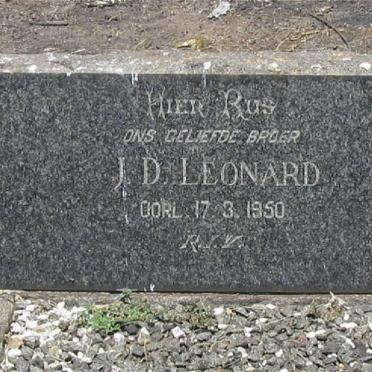 HIER RUS
ONS GELIEFDE BROER
J. D. LEONARD
OORL. 17. 3. 1950
R.I.V.